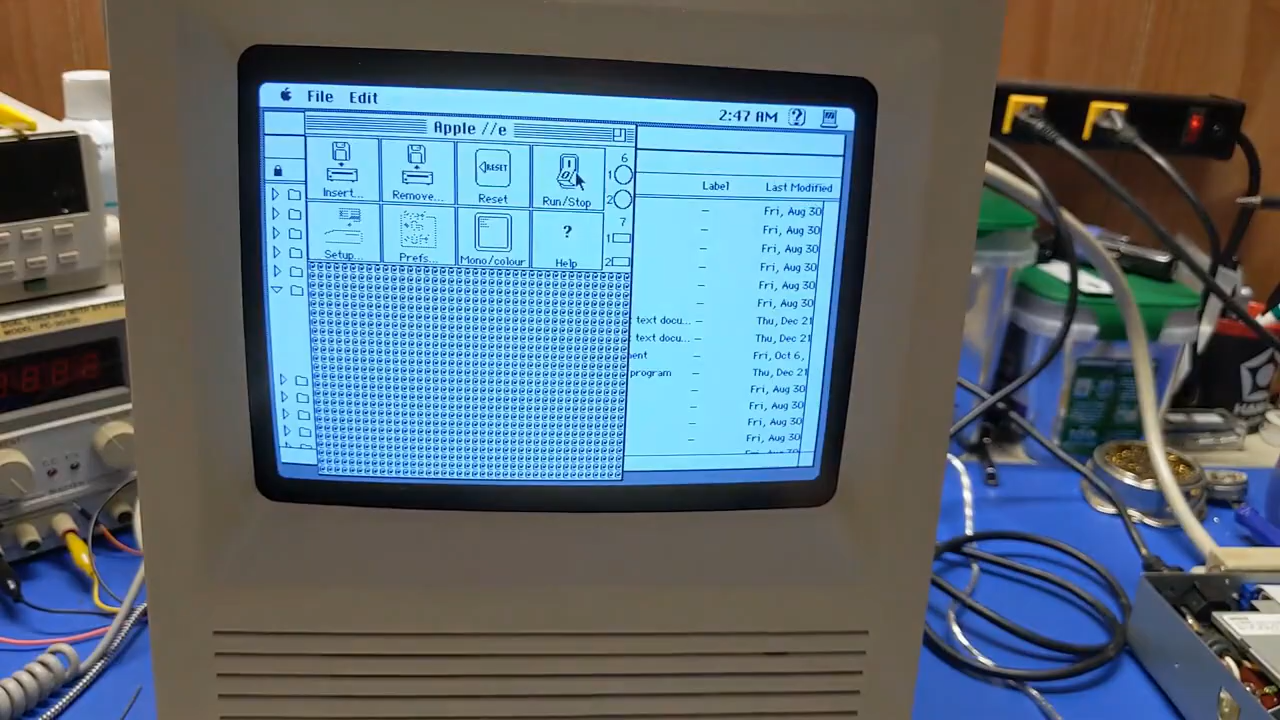 File Edit 2:47 AM
Apple //e
Insert... Remove... Reset Run/Stop
RESET
6
1
2
Setup... Prefs... Mono/colour Help
?
7
1
2
Label Last Modified
– Fri, Aug 30
– Fri, Aug 30
– Fri, Aug 30
– Fri, Aug 30
– Fri, Aug 30
– Fri, Aug 30
text docu... – Thu, Dec 21
text docu... – Thu, Dec 21
ent – Fri, Oct 6,
program – Thu, Dec 21
– Fri, Aug 30
– Fri, Aug 30
– Fri, Aug 30
– Fri, Aug 30